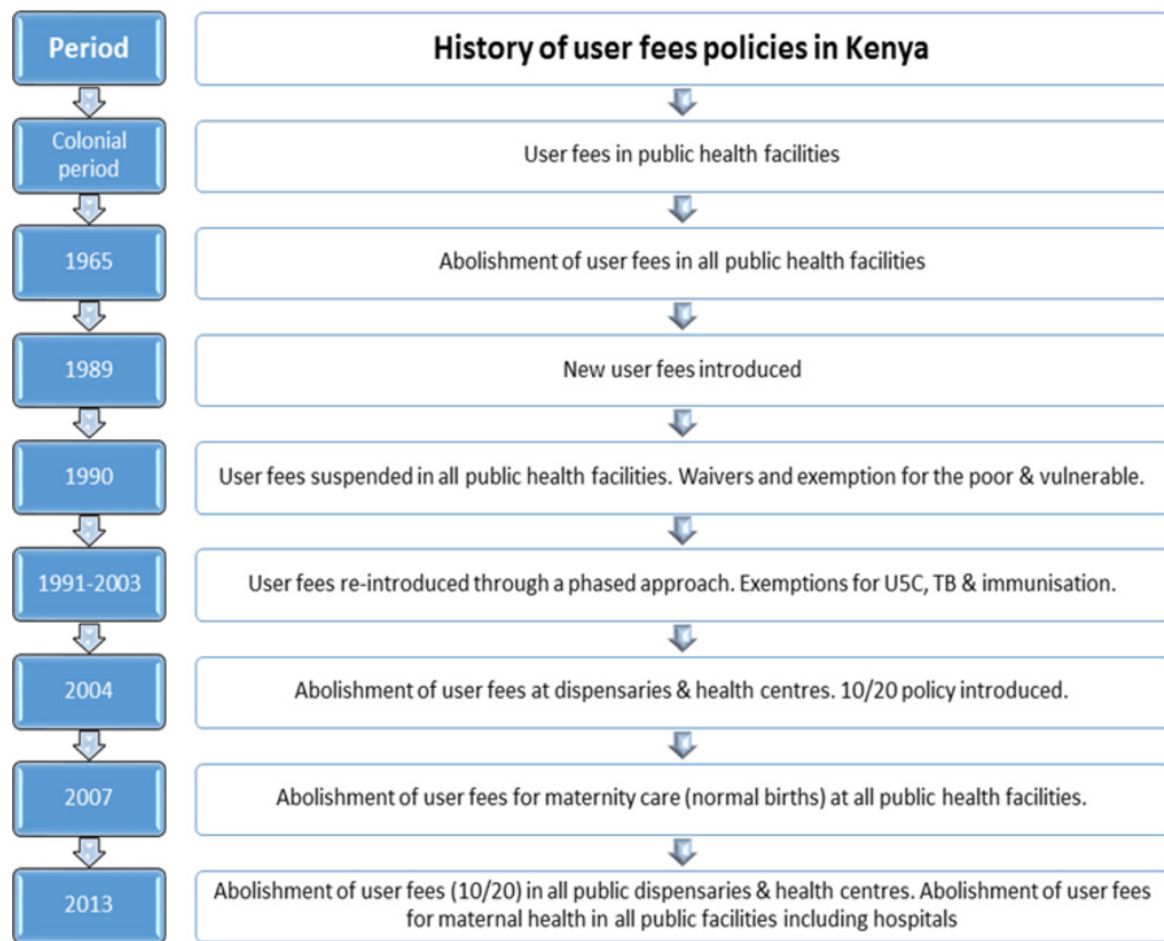 Period
History of user fees policies in Kenya
Colonial
period
User fees in public health facilities
1965
Abolishment of user fees in all public health facilities
1989
New user fees introduced
1990
User fees suspended in all public health facilities. Waivers and exemption for the poor & vulnerable.
1991-2003
User fees re-introduced through a phased approach. Exemptions for U5C, TB & immunisation.
2004
Abolishment of user fees at dispensaries & health centres. 10/20 policy introduced.
2007
Abolishment of user fees for maternity care (normal births) at all public health facilities.
2013
Abolishment of user fees (10/20) in all public dispensaries & health centres. Abolishment of user fees
for maternal health in all public facilities including hospitals